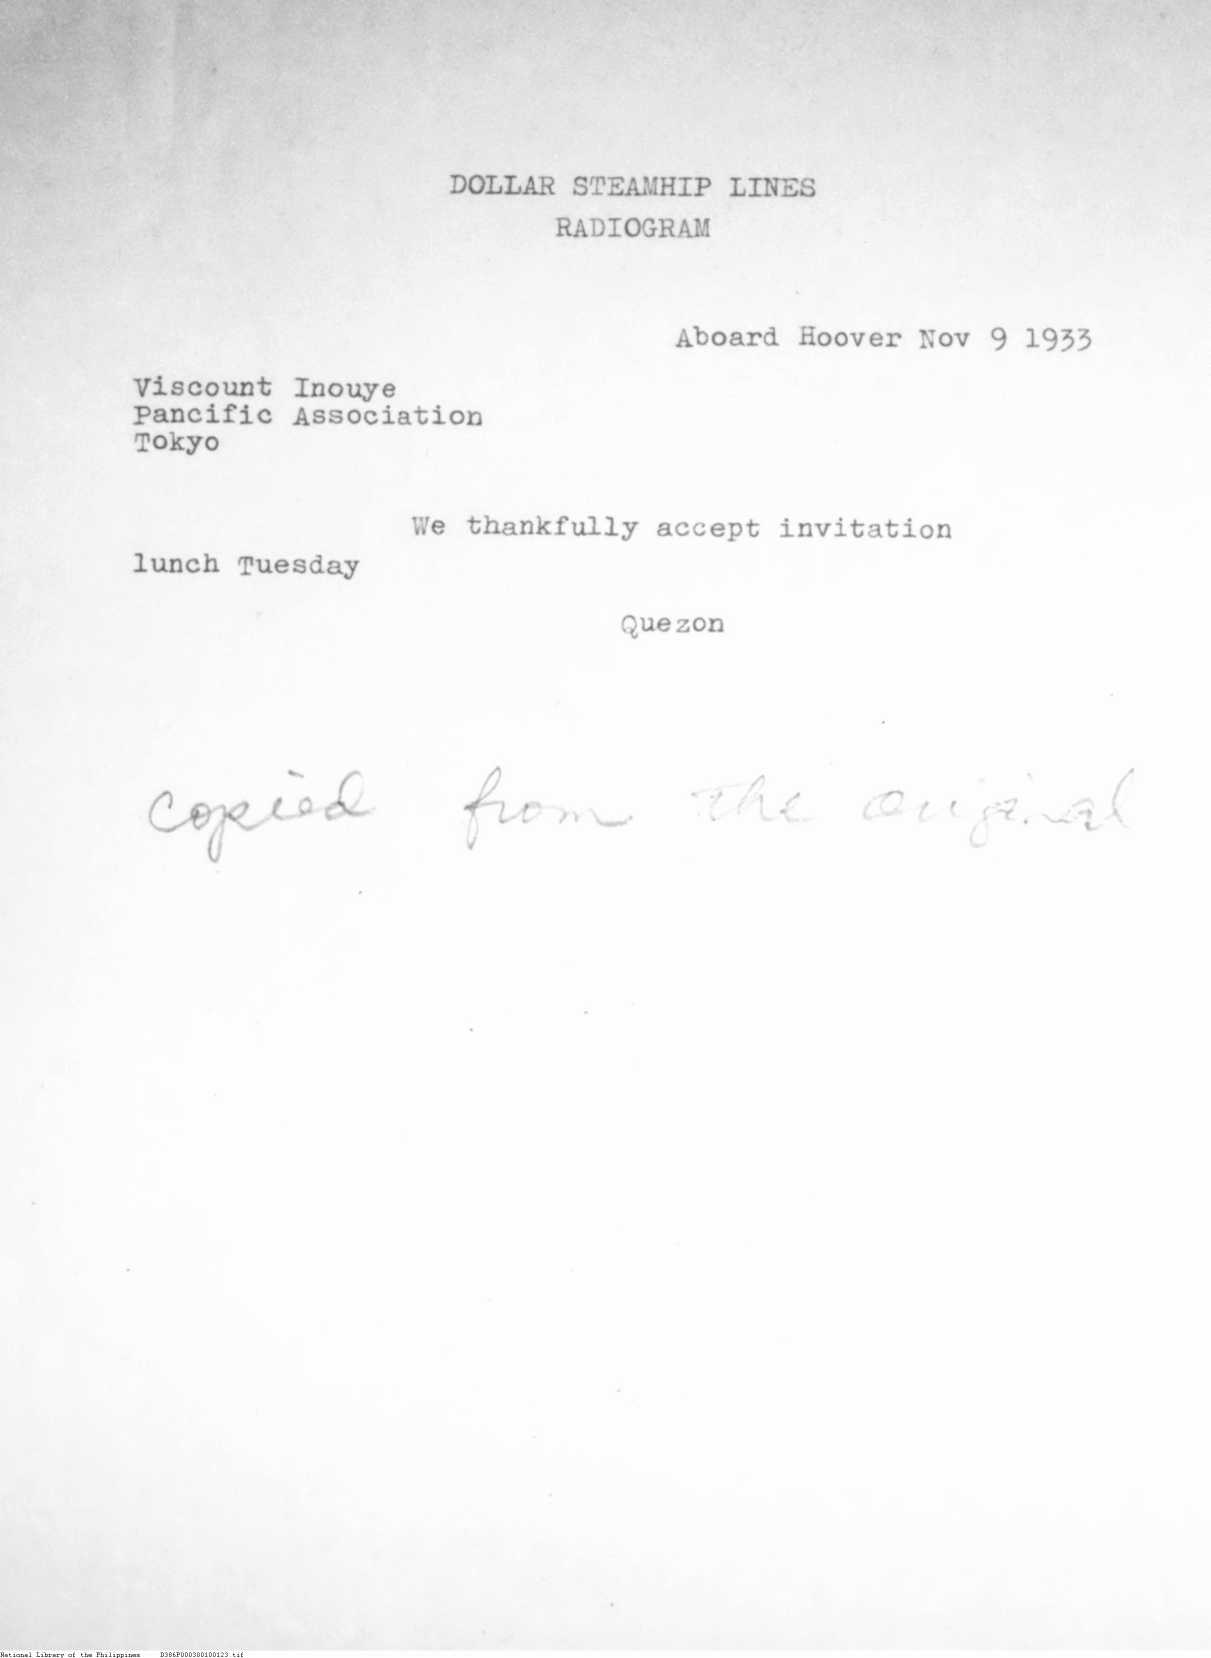 DOLLAR STEAMHIP LINES
RADIOGRAM
Aboard Hoover Nov 9 1933
Viscount Inouye
Pancific Association
Tokyo
We thankfully accept invitation
lunch Tuesday
Quezon
copied from the original
National Library of the Philippines D386P000300100123.tif